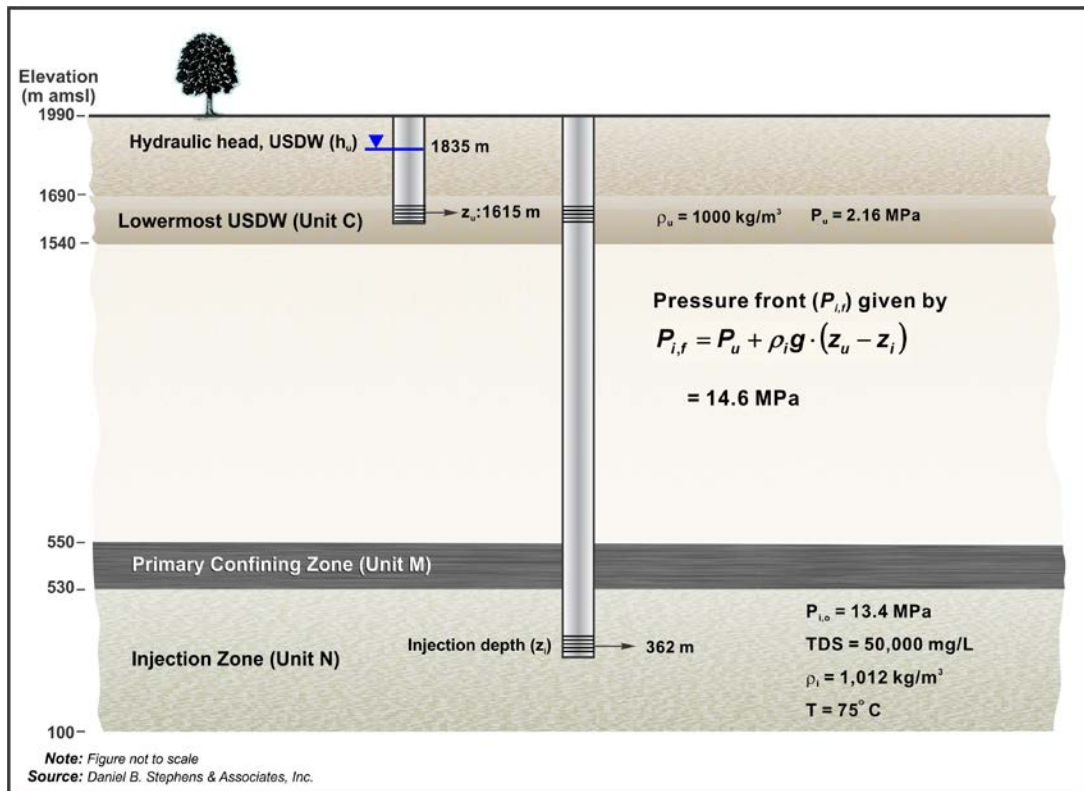 Elevation
(m amsl)
1990
Hydraulic head, USDW (hᵤ)
1835 m
1690
Lowermost USDW (Unit C)
zᵤ:1615 m
ρᵤ = 1000 kg/m³ Pᵤ = 2.16 MPa
1540
Pressure front (P_{i,f}) given by
P_{i,f} = Pᵤ + ρᵢg · (zᵤ − zᵢ)
= 14.6 MPa
550
Primary Confining Zone (Unit M)
530
P_{i,o} = 13.4 MPa
Injection Zone (Unit N)
Injection depth (zᵢ)
362 m
TDS = 50,000 mg/L
ρᵢ = 1,012 kg/m³
T = 75° C
100
Note: Figure not to scale
Source: Daniel B. Stephens & Associates, Inc.